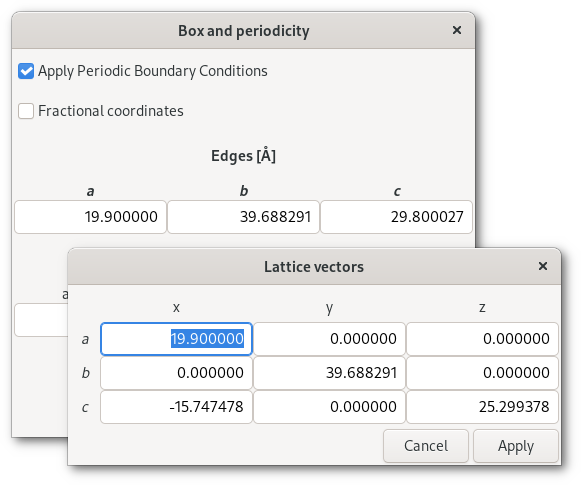 Box and periodicity ×
Apply Periodic Boundary Conditions
Fractional coordinates
Edges [Å]
a b c
19.900000 39.688291 29.800027
Lattice vectors ×
x y z
a 19.900000 0.000000 0.000000
b 0.000000 39.688291 0.000000
c -15.747478 0.000000 25.299378
Cancel Apply